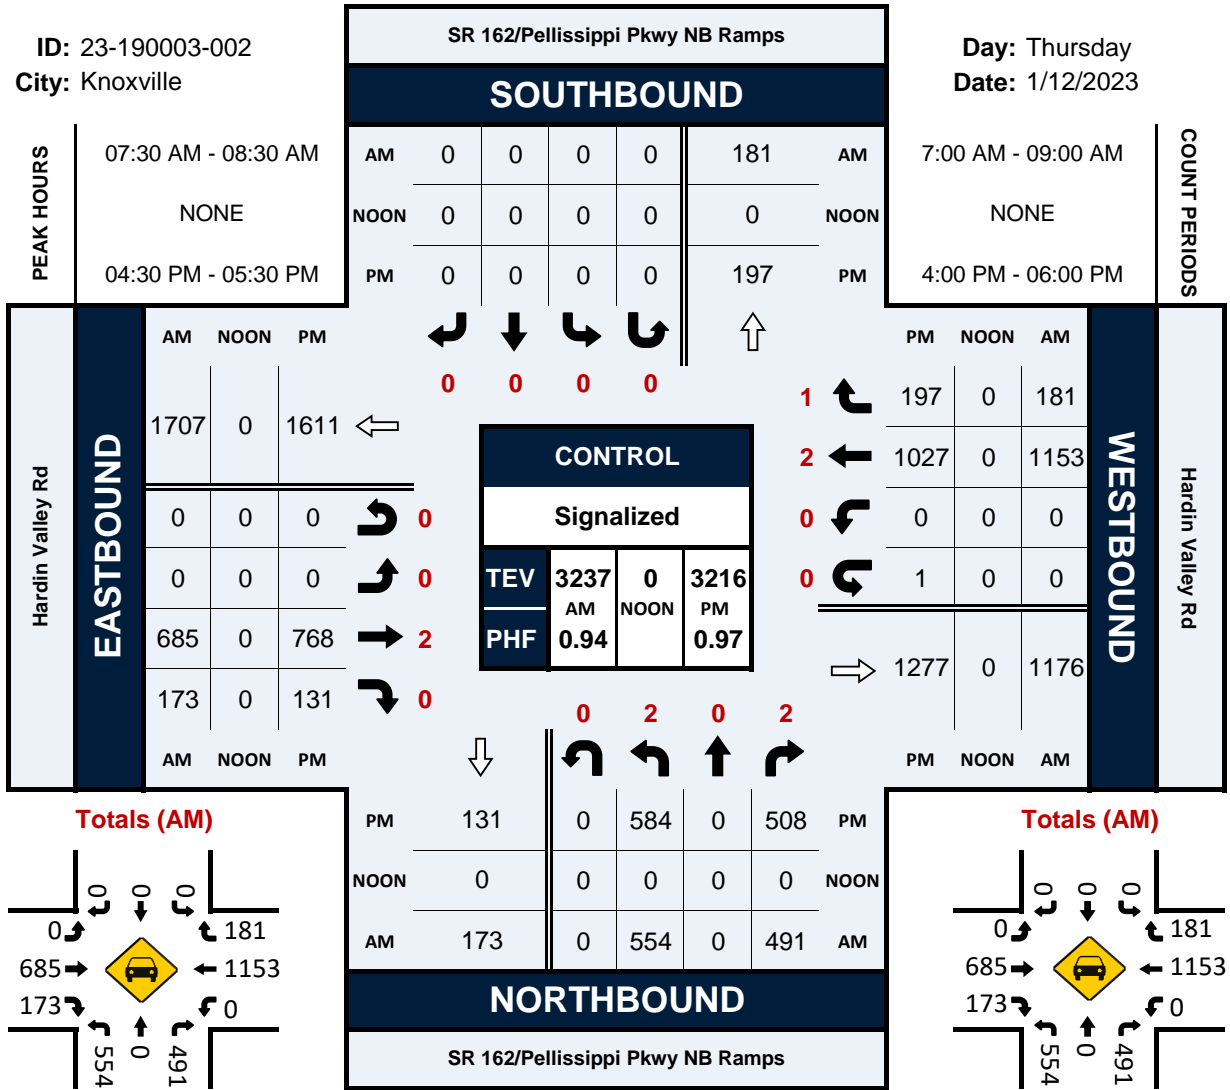 SR 162/Pellissippi Pkwy NB Ramps
ID: 23-190003-002
City: Knoxville
Day: Thursday
Date: 1/12/2023
SOUTHBOUND
PEAK HOURS
07:30 AM - 08:30 AM
NONE
04:30 PM - 05:30 PM
AM 0 0 0 0 181 AM
NOON 0 0 0 0 0 NOON
PM 0 0 0 0 197 PM
7:00 AM - 09:00 AM
NONE
4:00 PM - 06:00 PM
COUNT PERIODS
0 0 0 0
Hardin Valley Rd
EASTBOUND
AM NOON PM
1707 0 1611
0 0 0 0
0 0 0 0
685 0 768 2
173 0 131 0
AM NOON PM
CONTROL
Signalized
TEV 3237 0 3216
AM NOON PM
PHF 0.94 0.97
PM NOON AM
1 197 0 181
2 1027 0 1153
0 0 0 0
0 1 0 0
1277 0 1176
PM NOON AM
WESTBOUND
Hardin Valley Rd
0 2 0 2
PM 131 0 584 0 508 PM
NOON 0 0 0 0 0 NOON
AM 173 0 554 0 491 AM
NORTHBOUND
SR 162/Pellissippi Pkwy NB Ramps
Totals (AM)
0 0 0
0 181
685 1153
173 0
554 0 491
Totals (AM)
0 0 0
0 181
685 1153
173 0
554 0 491